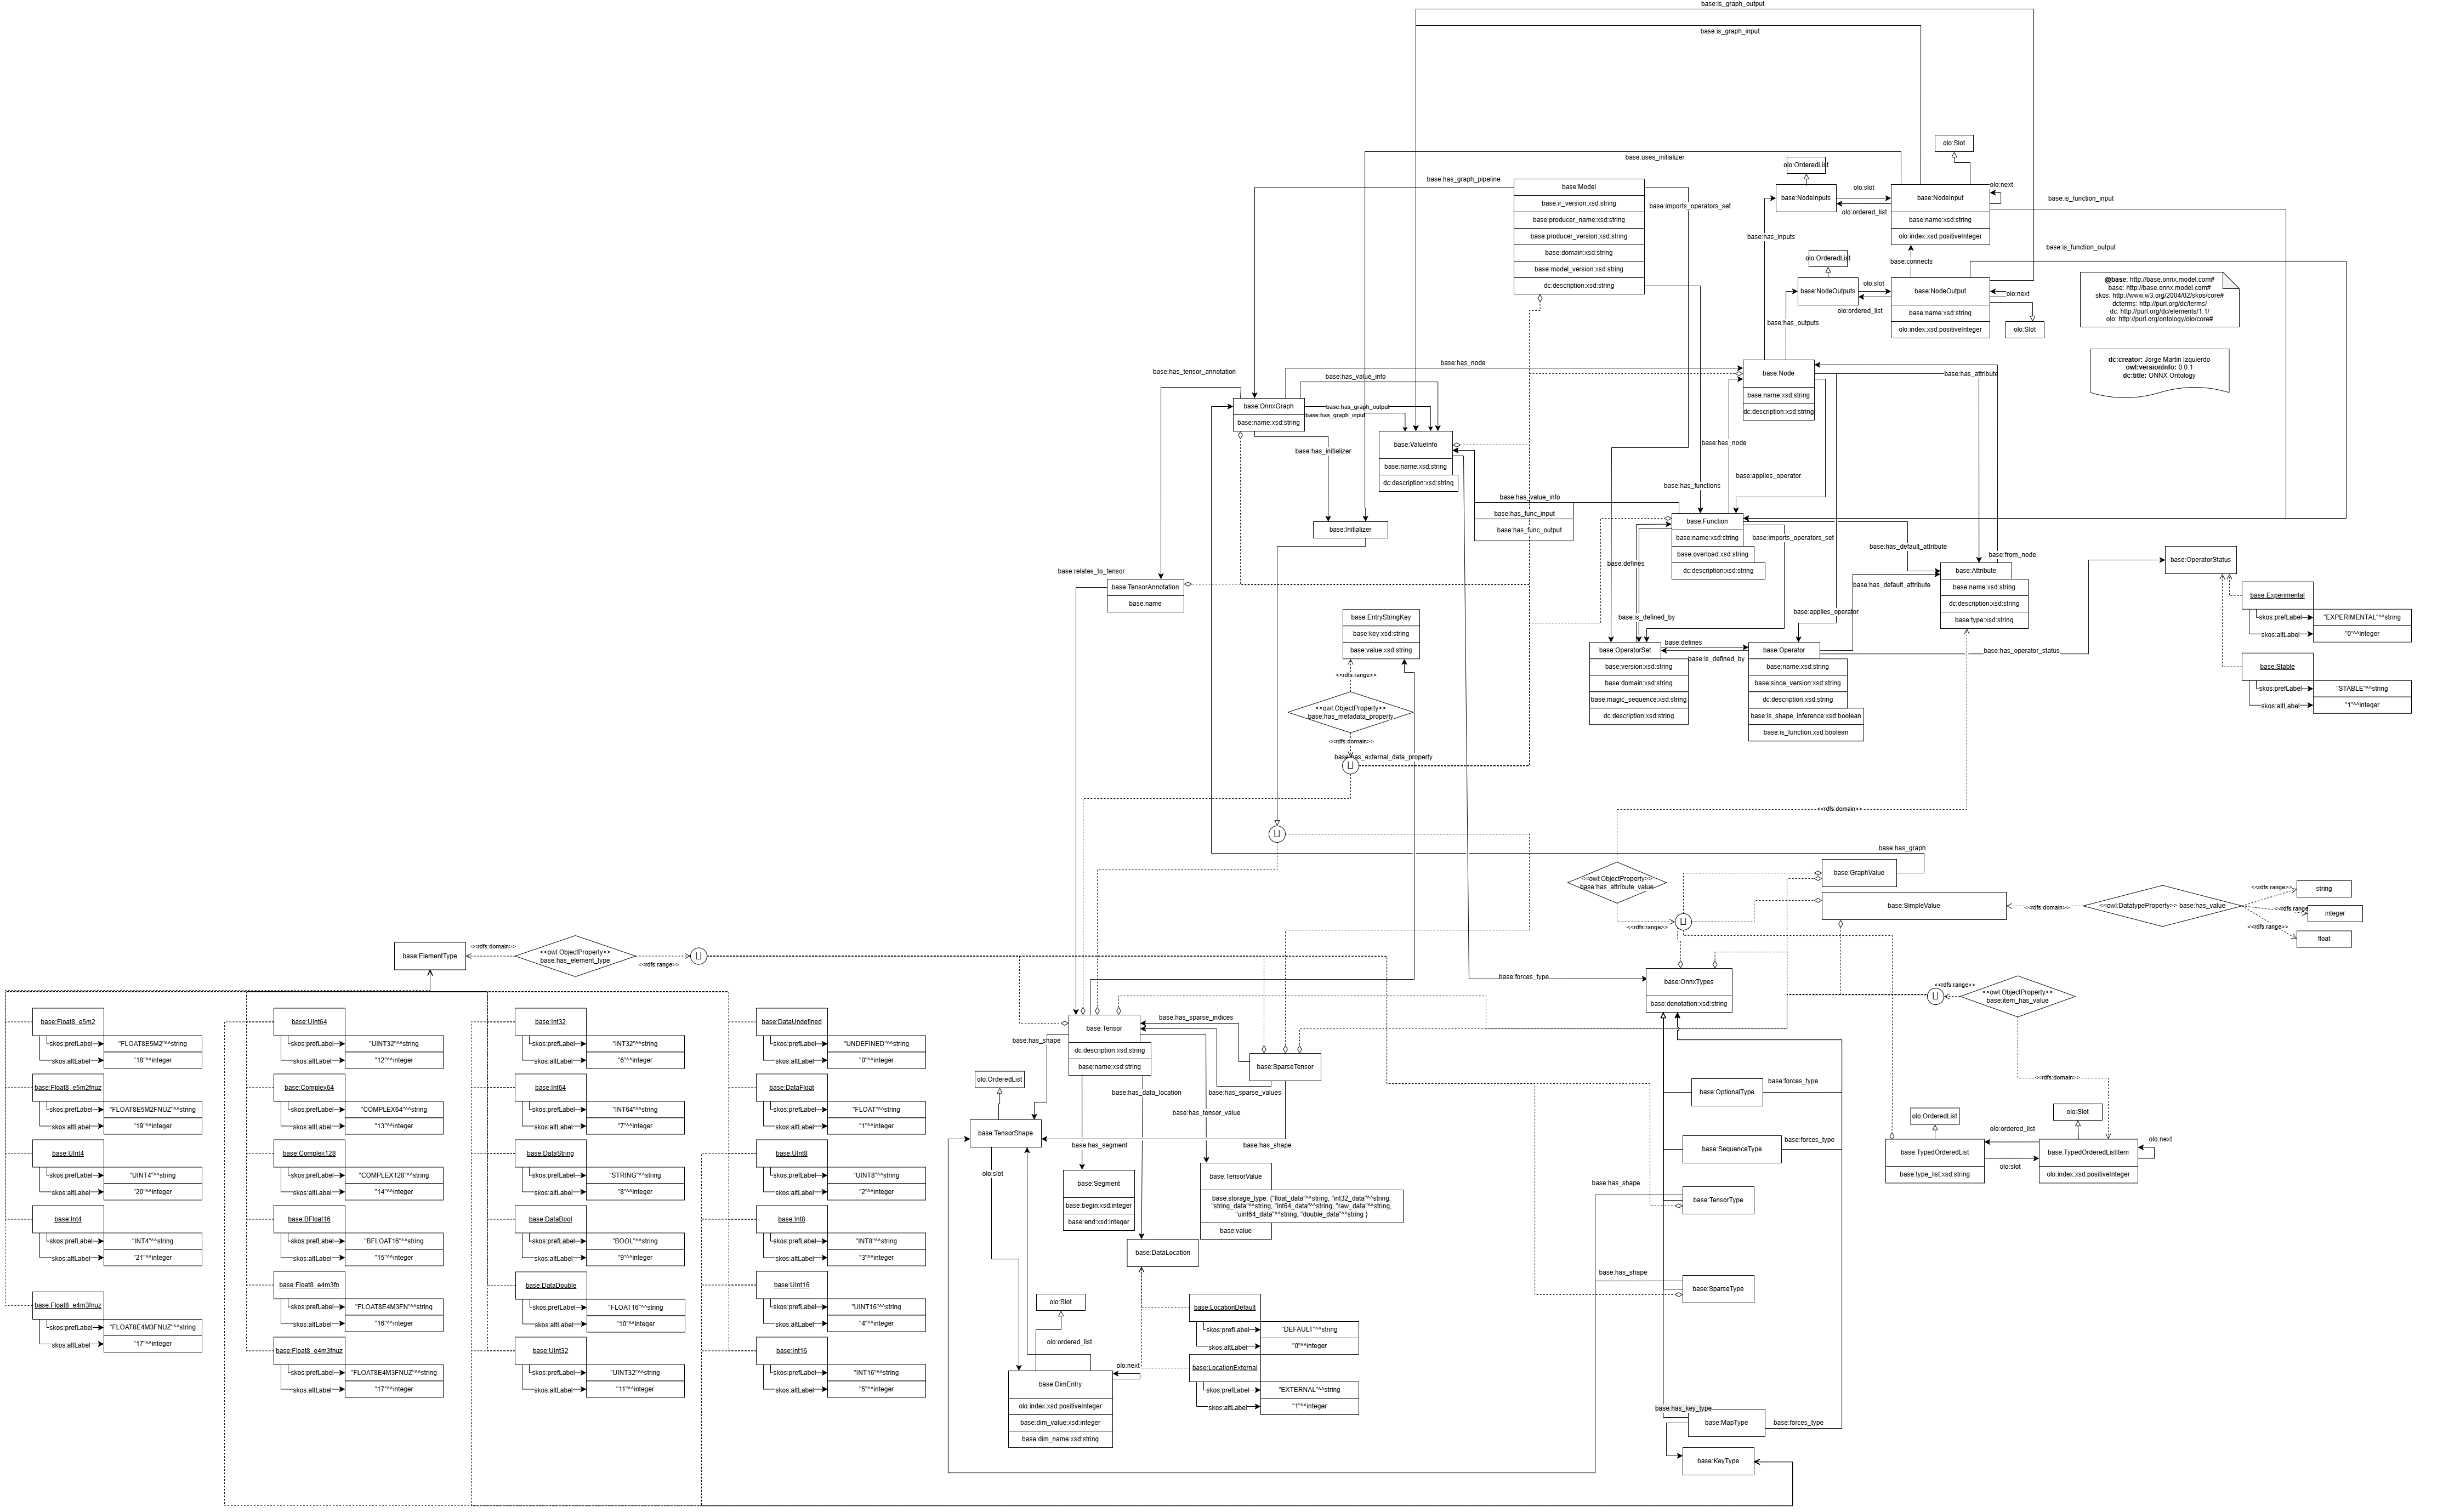 base:is_graph_output
base:is_graph_input
olo:Slot
base:uses_initializer
olo:OrderedList
base:has_graph_pipeline
base:Model
base:ir_version:xsd:string
base:producer_name:xsd:string
base:producer_version:xsd:string
base:domain:xsd:string
base:model_version:xsd:string
dc:description:xsd:string
base:imports_operators_set
base:NodeInputs
olo:slot
olo:ordered_list
base:NodeInput
base:name:xsd:string
olo:index:xsd:positiveInteger
olo:next
base:is_function_input
base:has_inputs
base:is_function_output
base:connects
olo:OrderedList
base:NodeOutputs
olo:slot
olo:ordered_list
base:NodeOutput
base:name:xsd:string
olo:index:xsd:positiveInteger
olo:next
olo:Slot
base:has_outputs
@base: http://base.onnx.model.com#
base: http://base.onnx.model.com#
skos: http://www.w3.org/2004/02/skos/core#
dcterms: http://purl.org/dc/terms/
dc: http://purl.org/dc/elements/1.1/
olo: http://purl.org/ontology/olo/core#
dc:creator: Jorge Martin Izquierdo
owl:versionInfo: 0.0.1
dc:title: ONNX Ontology
base:has_tensor_annotation
base:has_node
base:has_value_info
base:Node
base:name:xsd:string
dc:description:xsd:string
base:has_attribute
base:OnnxGraph
base:name:xsd:string
base:has_graph_output
base:has_graph_input
base:has_initializer
base:ValueInfo
base:name:xsd:string
dc:description:xsd:string
base:has_node
base:applies_operator
base:has_functions
base:has_value_info
base:has_func_input
base:has_func_output
base:Initializer
base:Function
base:name:xsd:string
base:overload:xsd:string
dc:description:xsd:string
base:imports_operators_set
base:has_default_attribute
base:from_node
base:defines
base:relates_to_tensor
base:TensorAnnotation
base:name
base:Attribute
base:name:xsd:string
dc:description:xsd:string
base:type:xsd:string
base:has_default_attribute
base:OperatorStatus
base:Experimental
skos:prefLabel
"EXPERIMENTAL"^^string
skos:altLabel
"0"^^integer
base:Stable
skos:prefLabel
"STABLE"^^string
skos:altLabel
"1"^^integer
base:EntryStringKey
base:key:xsd:string
base:value:xsd:string
base:applies_operator
base:is_defined_by
base:OperatorSet
base:version:xsd:string
base:domain:xsd:string
base:magic_sequence:xsd:string
dc:description:xsd:string
base:defines
base:is_defined_by
base:Operator
base:name:xsd:string
base:since_version:xsd:string
dc:description:xsd:string
base:is_shape_inference:xsd:boolean
base:is_function:xsd:boolean
base:has_operator_status
<<rdfs:range>>
<<owl:ObjectProperty>>
base:has_metadata_property
<<rdfs:domain>>
base:has_external_data_property
⨆
<<rdfs:domain>>
⨆
base:has_graph
<<owl:ObjectProperty>>
base:has_attribute_value
base:GraphValue
base:SimpleValue
<<rdfs:range>>
⨆
<<rdfs:domain>>
<<owl:DatatypeProperty>> base:has_value
<<rdfs:range>>
string
<<rdfs:range>>
integer
<<rdfs:range>>
float
base:ElementType
<<rdfs:domain>>
<<owl:ObjectProperty>>
base:has_element_type
<<rdfs:range>>
⨆
base:forces_type
base:OnnxTypes
base:denotation:xsd:string
<<rdfs:range>>
⨆
<<owl:ObjectProperty>>
base:item_has_value
<<rdfs:domain>>
base:Float8_e5m2
skos:prefLabel
"FLOAT8E5M2"^^string
skos:altLabel
"18"^^integer
base:Float8_e5m2fnuz
skos:prefLabel
"FLOAT8E5M2FNUZ"^^string
skos:altLabel
"19"^^integer
base:UInt4
skos:prefLabel
"UINT4"^^string
skos:altLabel
"20"^^integer
base:Int4
skos:prefLabel
"INT4"^^string
skos:altLabel
"21"^^integer
base:Float8_e4m3fnuz
skos:prefLabel
"FLOAT8E4M3FNUZ"^^string
skos:altLabel
"17"^^integer
base:UInt64
skos:prefLabel
"UINT32"^^string
skos:altLabel
"12"^^integer
base:Complex64
skos:prefLabel
"COMPLEX64"^^string
skos:altLabel
"13"^^integer
base:Complex128
skos:prefLabel
"COMPLEX128"^^string
skos:altLabel
"14"^^integer
base:BFloat16
skos:prefLabel
"BFLOAT16"^^string
skos:altLabel
"15"^^integer
base:Float8_e4m3fn
skos:prefLabel
"FLOAT8E4M3FN"^^string
skos:altLabel
"16"^^integer
base:Float8_e4m3fnuz
skos:prefLabel
"FLOAT8E4M3FNUZ"^^string
skos:altLabel
"17"^^integer
base:Int32
skos:prefLabel
"INT32"^^string
skos:altLabel
"6"^^integer
base:Int64
skos:prefLabel
"INT64"^^string
skos:altLabel
"7"^^integer
base:DataString
skos:prefLabel
"STRING"^^string
skos:altLabel
"8"^^integer
base:DataBool
skos:prefLabel
"BOOL"^^string
skos:altLabel
"9"^^integer
base:DataDouble
skos:prefLabel
"FLOAT16"^^string
skos:altLabel
"10"^^integer
base:UInt32
skos:prefLabel
"UINT32"^^string
skos:altLabel
"11"^^integer
base:DataUndefined
skos:prefLabel
"UNDEFINED"^^string
skos:altLabel
"0"^^integer
base:DataFloat
skos:prefLabel
"FLOAT"^^string
skos:altLabel
"1"^^integer
base:UInt8
skos:prefLabel
"UINT8"^^string
skos:altLabel
"2"^^integer
base:Int8
skos:prefLabel
"INT8"^^string
skos:altLabel
"3"^^integer
base:UInt16
skos:prefLabel
"UINT16"^^string
skos:altLabel
"4"^^integer
base:Int16
skos:prefLabel
"INT16"^^string
skos:altLabel
"5"^^integer
base:Tensor
dc:description:xsd:string
base:name:xsd:string
base:has_sparse_indices
base:has_shape
base:SparseTensor
base:has_data_location
base:has_sparse_values
base:has_tensor_value
olo:OrderedList
base:TensorShape
base:has_segment
base:has_shape
olo:slot
base:Segment
base:begin:xsd:integer
base:end:xsd:integer
base:TensorValue
base:storage_type: {"float_data"^^string, "int32_data"^^string,
"string_data"^^string, "int64_data"^^string, "raw_data"^^string,
"uint64_data"^^string, "double_data"^^string }
base:value
base:DataLocation
olo:Slot
olo:ordered_list
olo:next
base:DimEntry
olo:index:xsd:positiveInteger
base:dim_value:xsd:integer
base:dim_name:xsd:string
base:LocationDefault
skos:prefLabel
"DEFAULT"^^string
skos:altLabel
"0"^^integer
base:LocationExternal
skos:prefLabel
"EXTERNAL"^^string
skos:altLabel
"1"^^integer
base:OptionalType
base:forces_type
base:SequenceType
base:forces_type
base:has_shape
base:TensorType
base:has_shape
base:SparseType
base:has_key_type
base:MapType
base:forces_type
base:KeyType
olo:OrderedList
base:TypedOrderedList
base:type_list:xsd:string
olo:ordered_list
olo:slot
olo:Slot
base:TypedOrderedListItem
olo:index:xsd:positiveInteger
olo:next